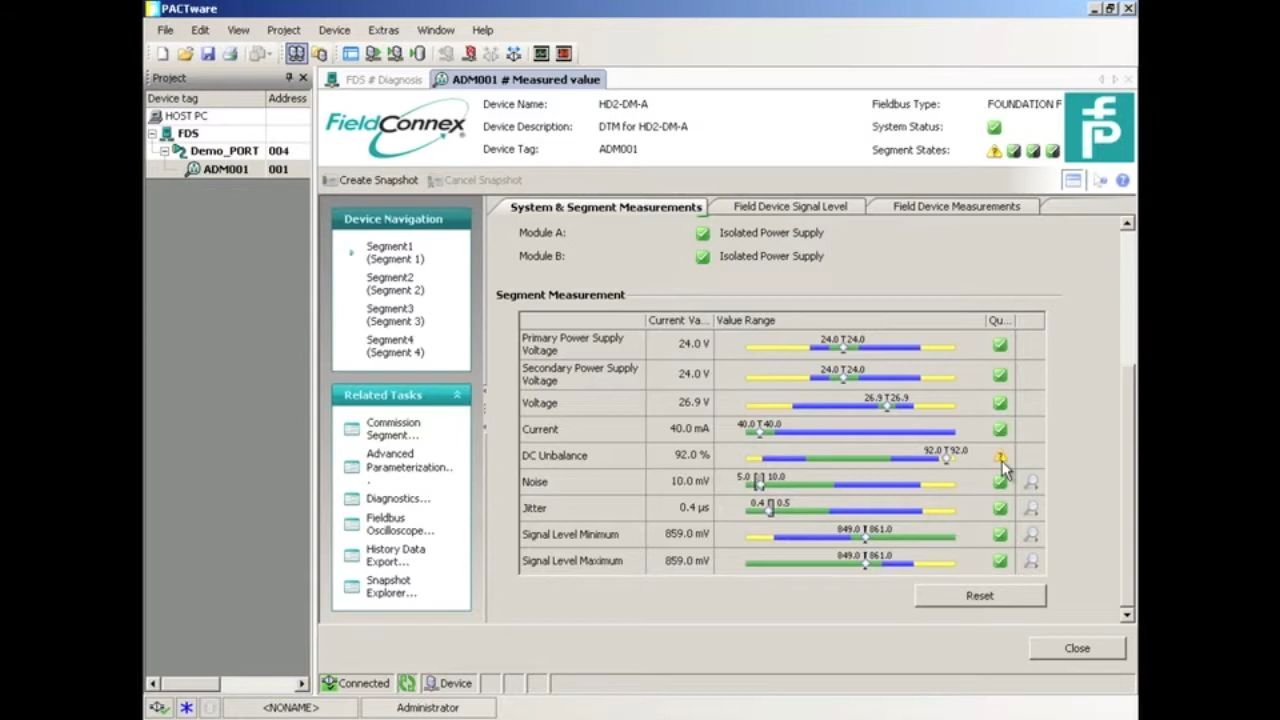 PACTware
File Edit View Project Device Extras Window Help
Project
FDS # Diagnosis ADM001 # Measured value
Device tag Address
HOST PC
FDS
Demo_PORT 004
ADM001 001
FieldConnex®
Device Name: HD2-DM-A
Device Description: DTM for HD2-DM-A
Device Tag: ADM001
Fieldbus Type: FOUNDATION F
System Status:
Segment States:
Create Snapshot Cancel Snapshot
Device Navigation
Segment1
(Segment 1)
Segment2
(Segment 2)
Segment3
(Segment 3)
Segment4
(Segment 4)
Related Tasks
Commission
Segment...
Advanced
Parameterization..
Diagnostics...
Fieldbus
Oscilloscope...
History Data
Export...
Snapshot
Explorer...
System & Segment Measurements Field Device Signal Level Field Device Measurements
Module A: Isolated Power Supply
Module B: Isolated Power Supply
Segment Measurement
Current Va... Value Range Qu...
Primary Power Supply
Voltage 24.0 V 24.0 24.0
Secondary Power Supply
Voltage 24.0 V 24.0 24.0
Voltage 26.9 V 26.9 26.9
Current 40.0 mA 40.0 40.0
DC Unbalance 92.0 % 92.0 92.0
Noise 10.0 mV 5.0 10.0
Jitter 0.4 µs 0.4 0.5
Signal Level Minimum 859.0 mV 849.0 861.0
Signal Level Maximum 859.0 mV 849.0 861.0
Reset
Close
Connected Device
<NONAME> Administrator